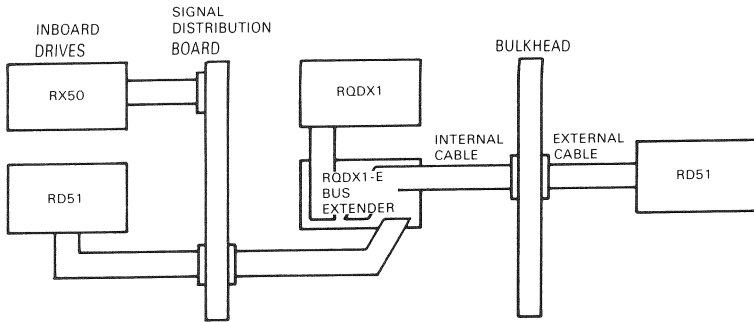 INBOARD
DRIVES
SIGNAL
DISTRIBUTION
BOARD
BULKHEAD
RX50
RQDX1
INTERNAL
CABLE
EXTERNAL
CABLE
RD51
RQDX1-E
BUS
EXTENDER
RD51